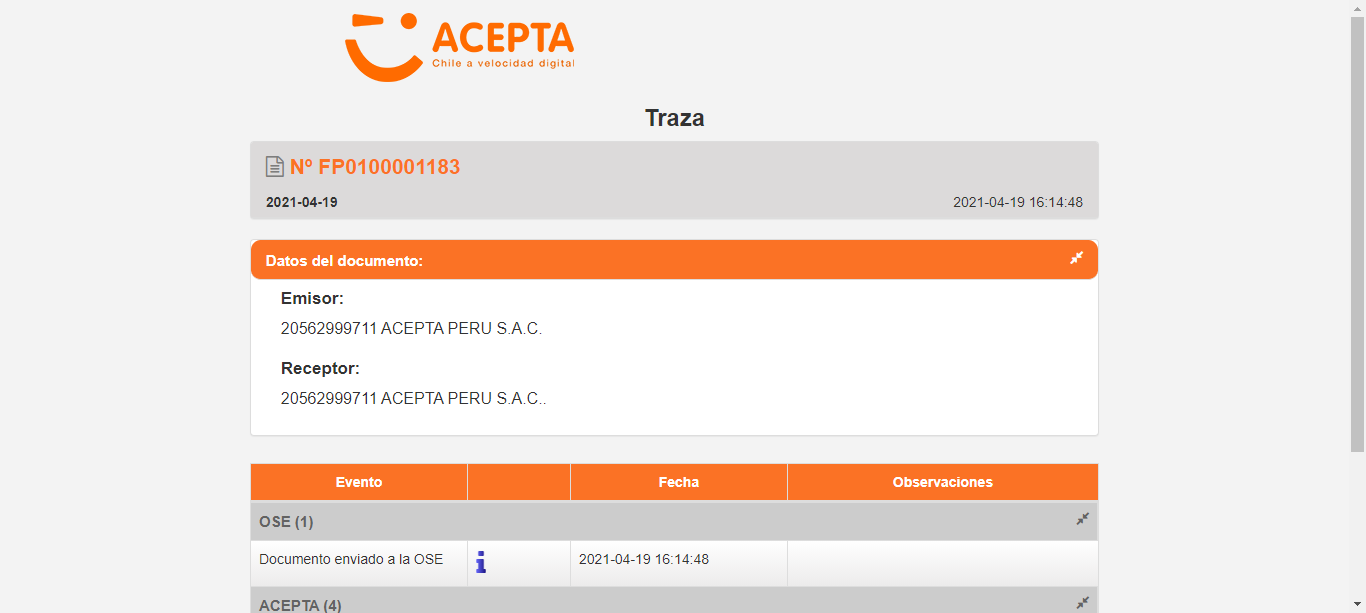 ACEPTA
Chile a velocidad digital
Traza
Nº FP0100001183
2021-04-19 2021-04-19 16:14:48
Datos del documento:
Emisor:
20562999711 ACEPTA PERU S.A.C.
Receptor:
20562999711 ACEPTA PERU S.A.C..
Evento Fecha Observaciones
OSE (1)
Documento enviado a la OSE 2021-04-19 16:14:48
ACEPTA (4)